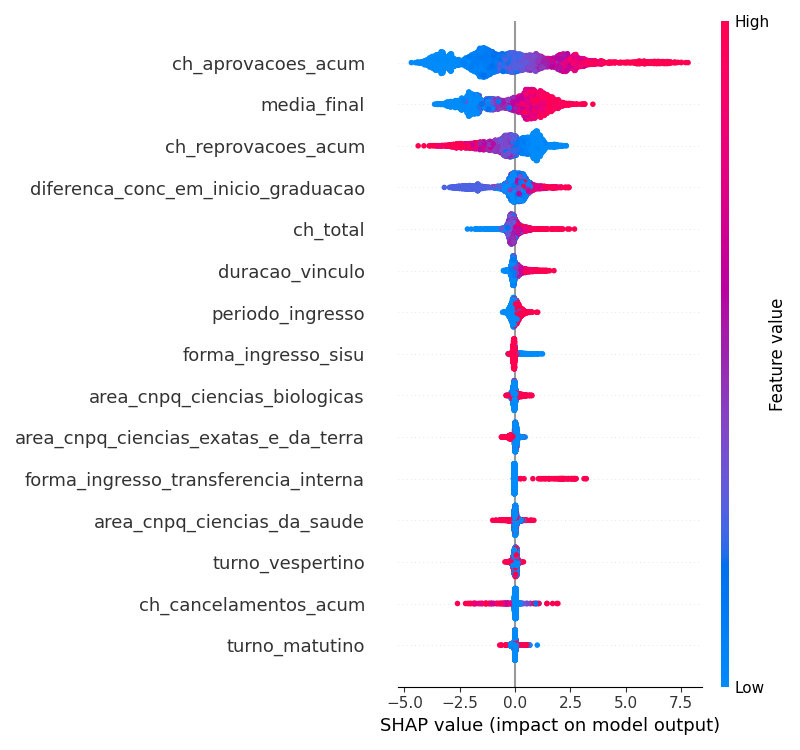 High
ch_aprovacoes_acum
media_final
ch_reprovacoes_acum
diferenca_conc_em_inicio_graduacao
ch_total
duracao_vinculo
periodo_ingresso
forma_ingresso_sisu
area_cnpq_ciencias_biologicas
area_cnpq_ciencias_exatas_e_da_terra
forma_ingresso_transferencia_interna
area_cnpq_ciencias_da_saude
turno_vespertino
ch_cancelamentos_acum
turno_matutino
Feature value
Low
−5.0 −2.5 0.0 2.5 5.0 7.5
SHAP value (impact on model output)